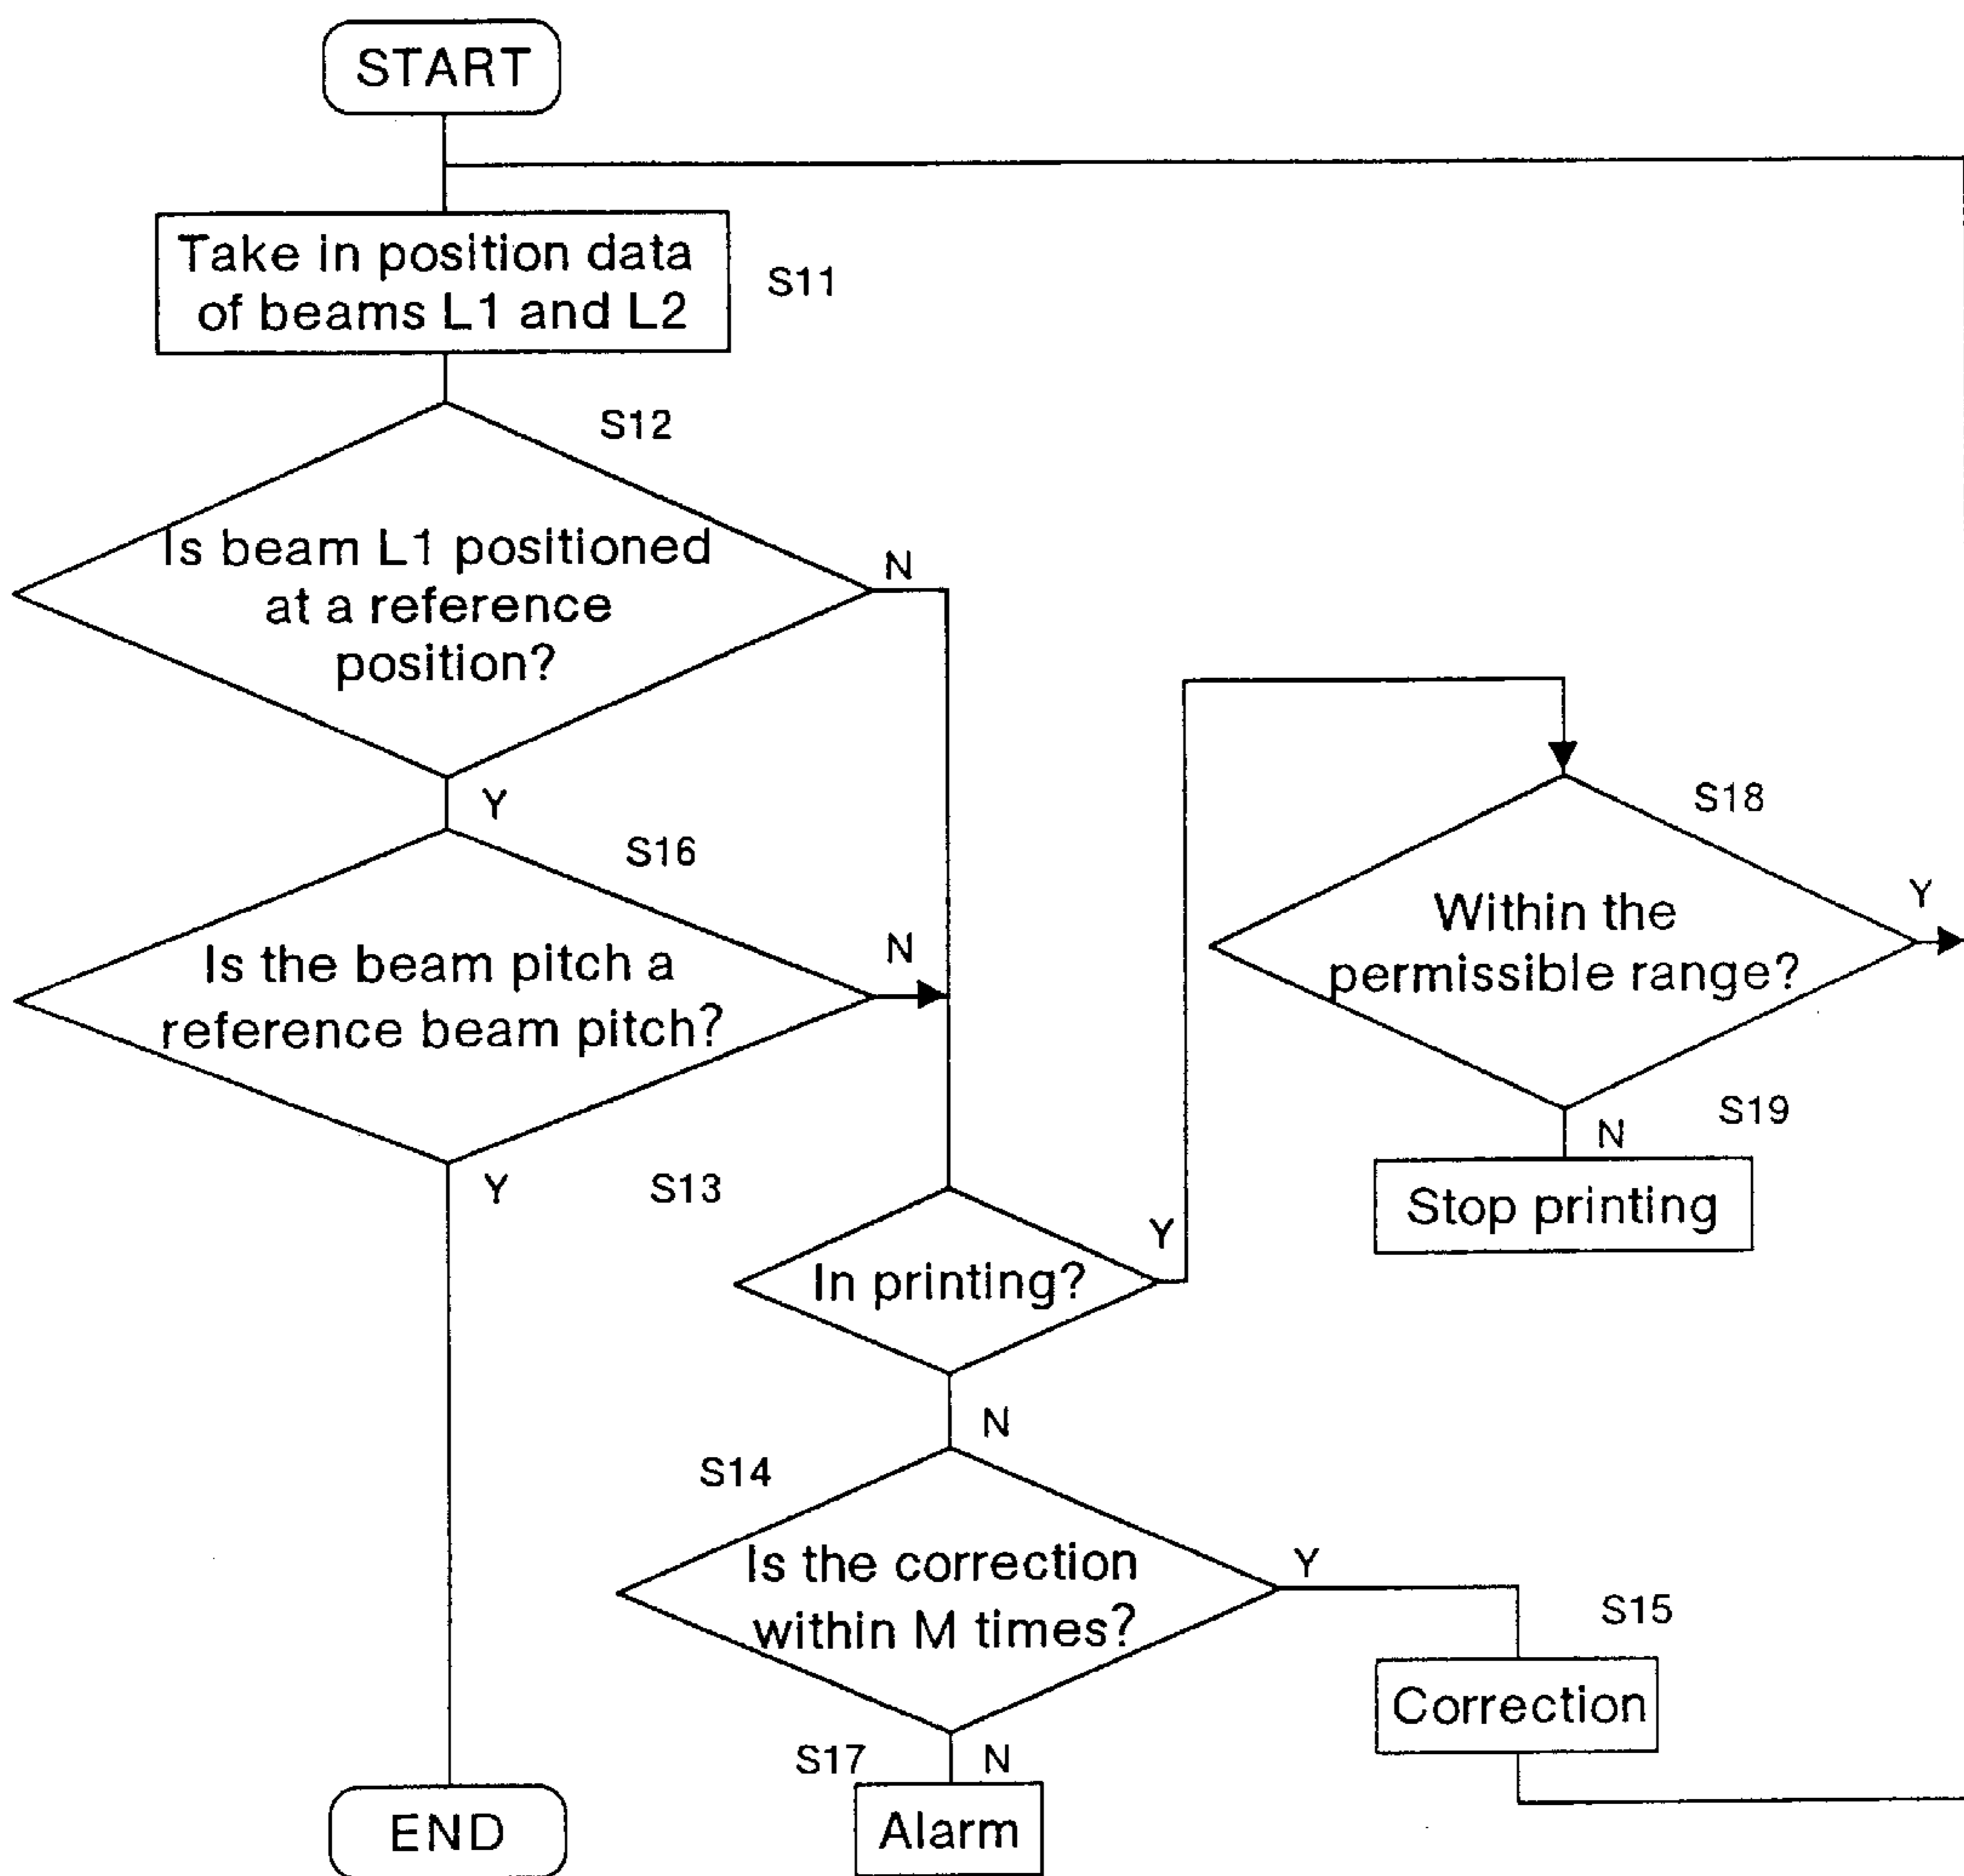 START
Take in position data
of beams L1 and L2
S11
S12
Is beam L1 positioned
at a reference
position?
N
Y
S16
Is the beam pitch a
reference beam pitch?
N
Y
S13
In printing?
Y
N
S18
Within the
permissible range?
Y
N
S19
Stop printing
S14
Is the correction
within M times?
Y
N
S15
Correction
S17
Alarm
END